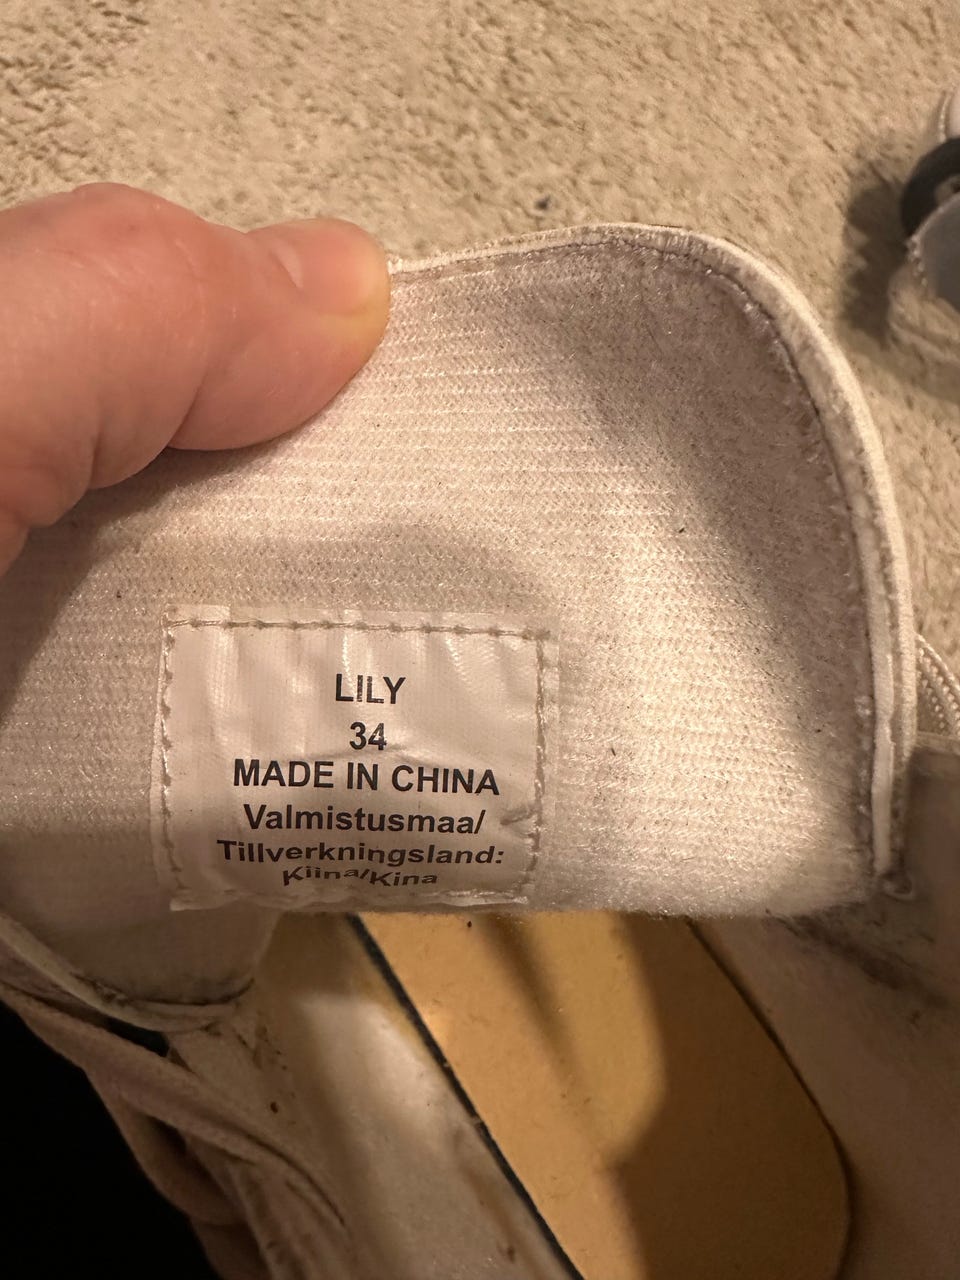 LILY
34
MADE IN CHINA
Valmistusmaa/
Tillverkningsland:
Kiina/Kina